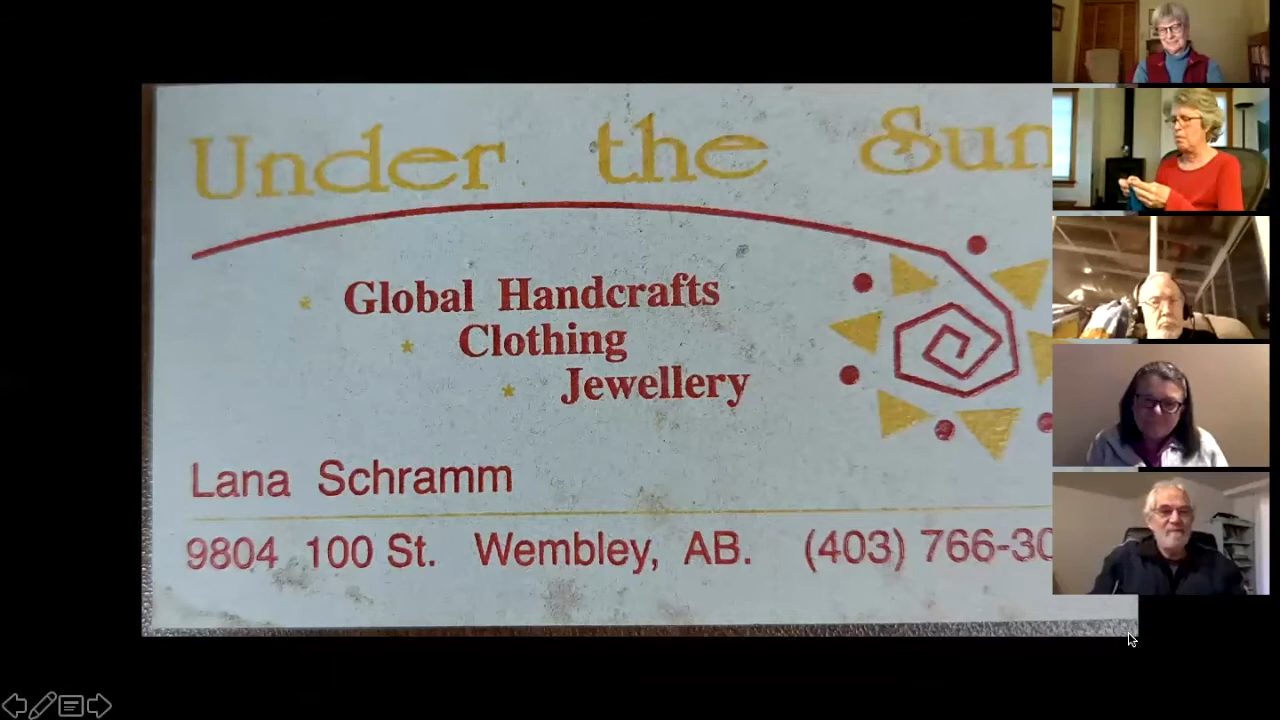 Under the Sun
Global Handcrafts
Clothing
Jewellery
Lana Schramm
9804 100 St. Wembley, AB. (403) 766-30